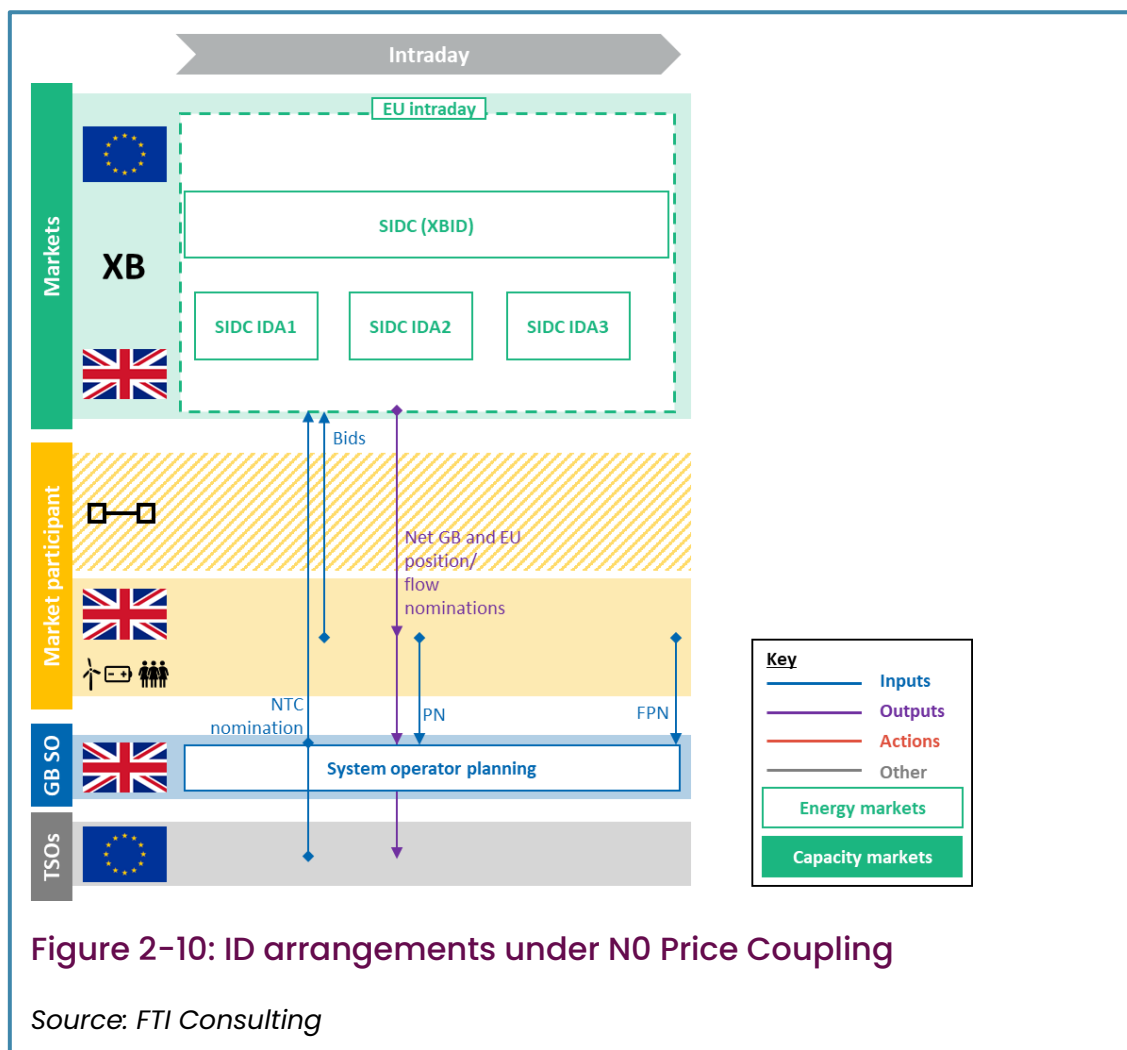 Intraday
Markets
EU intraday
SIDC (XBID)
XB
SIDC IDA1
SIDC IDA2
SIDC IDA3
Bids
Market participant
Net GB and EU
position/
flow
nominations
NTC
nomination
PN
FPN
GB SO
System operator planning
TSOs
Key
Inputs
Outputs
Actions
Other
Energy markets
Capacity markets
Figure 2-10: ID arrangements under N0 Price Coupling
Source: FTI Consulting